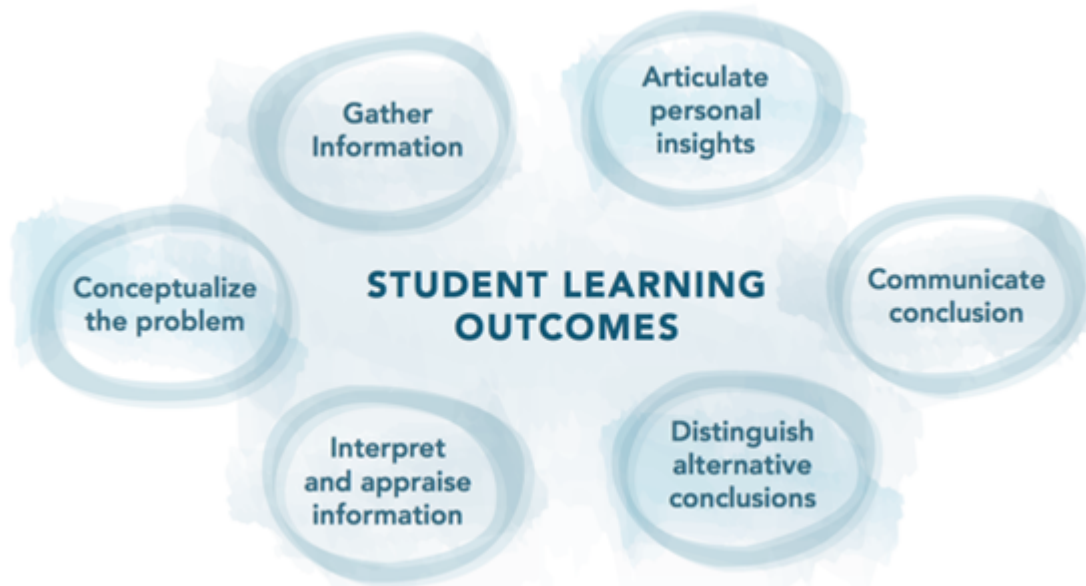 Gather
Information
Articulate
personal
insights
Conceptualize
the problem
STUDENT LEARNING
OUTCOMES
Communicate
conclusion
Interpret
and appraise
information
Distinguish
alternative
conclusions